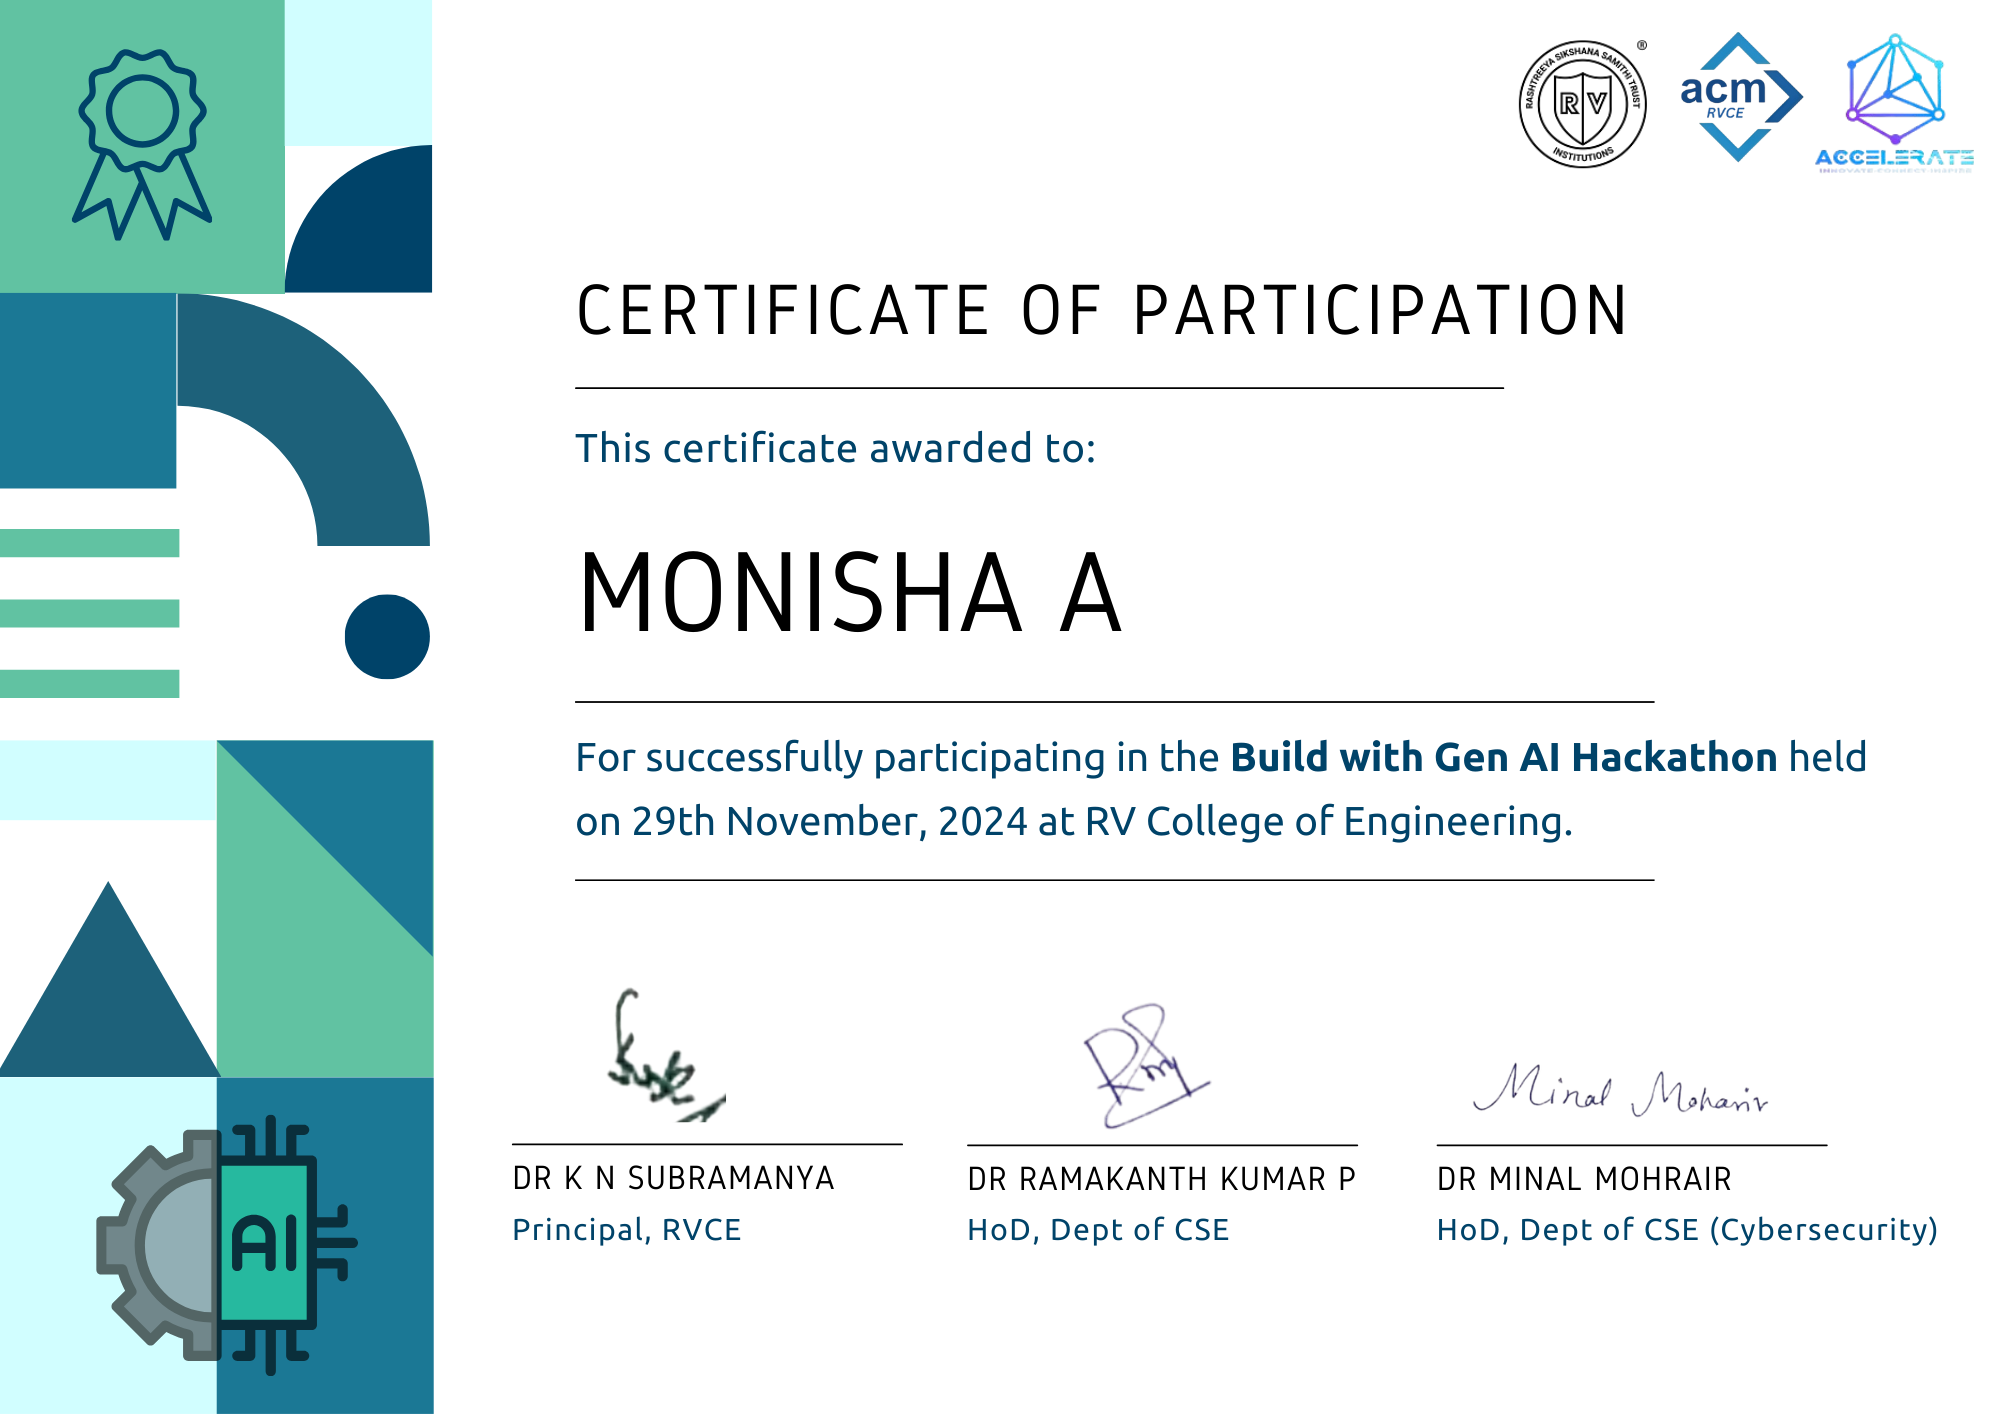 RASHTREEYA SIKSHANA SAMITHI TRUST
®
RV
INSTITUTIONS
acm
RVCE
ACCELERATE
INNOVATE·CONNECT·INSPIRE
CERTIFICATE OF PARTICIPATION
This certificate awarded to:
MONISHA A
For successfully participating in the Build with Gen AI Hackathon held
on 29th November, 2024 at RV College of Engineering.
Minal Moharir
DR K N SUBRAMANYA
Principal, RVCE
DR RAMAKANTH KUMAR P
HoD, Dept of CSE
DR MINAL MOHRAIR
HoD, Dept of CSE (Cybersecurity)
AI